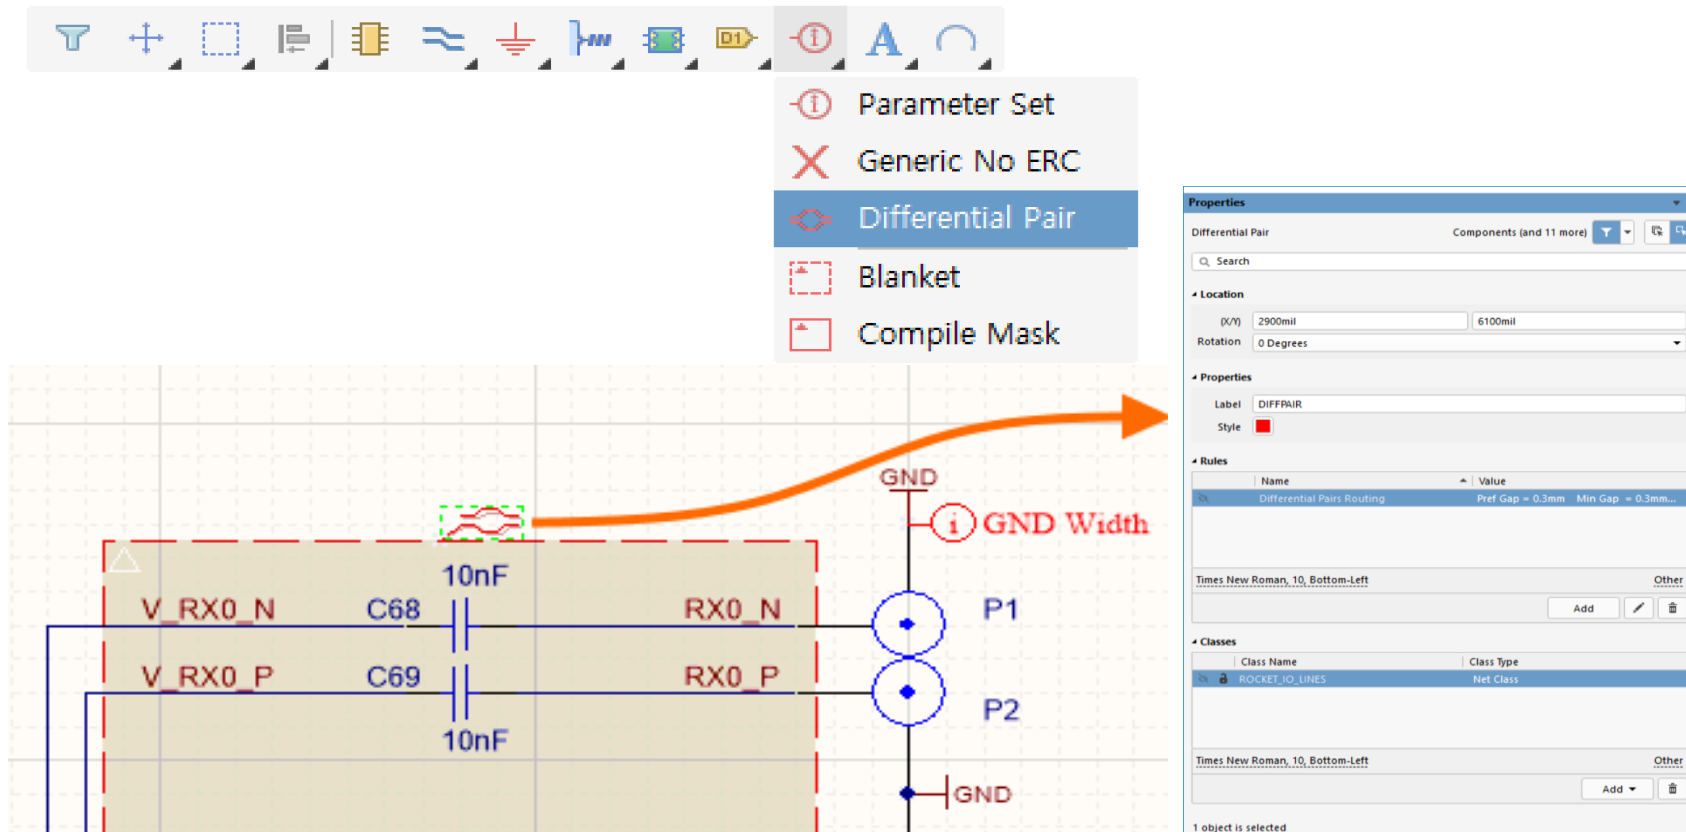 D1
Parameter Set
Generic No ERC
Differential Pair
Blanket
Compile Mask
GND
i GND Width
10nF
V_RX0_N C68 RX0_N P1
V_RX0_P C69 RX0_P P2
10nF
GND
Properties
Differential Pair Components (and 11 more)
Search
Location
(X/Y) 2900mil 6100mil
Rotation 0 Degrees
Properties
Label DIFFPAIR
Style
Rules
Name Value
Differential Pairs Routing Pref Gap = 0.3mm Min Gap = 0.3mm...
Times New Roman, 10, Bottom-Left Other
Add
Classes
Class Name Class Type
ROCKET_IO_LINES Net Class
Times New Roman, 10, Bottom-Left Other
Add
1 object is selected